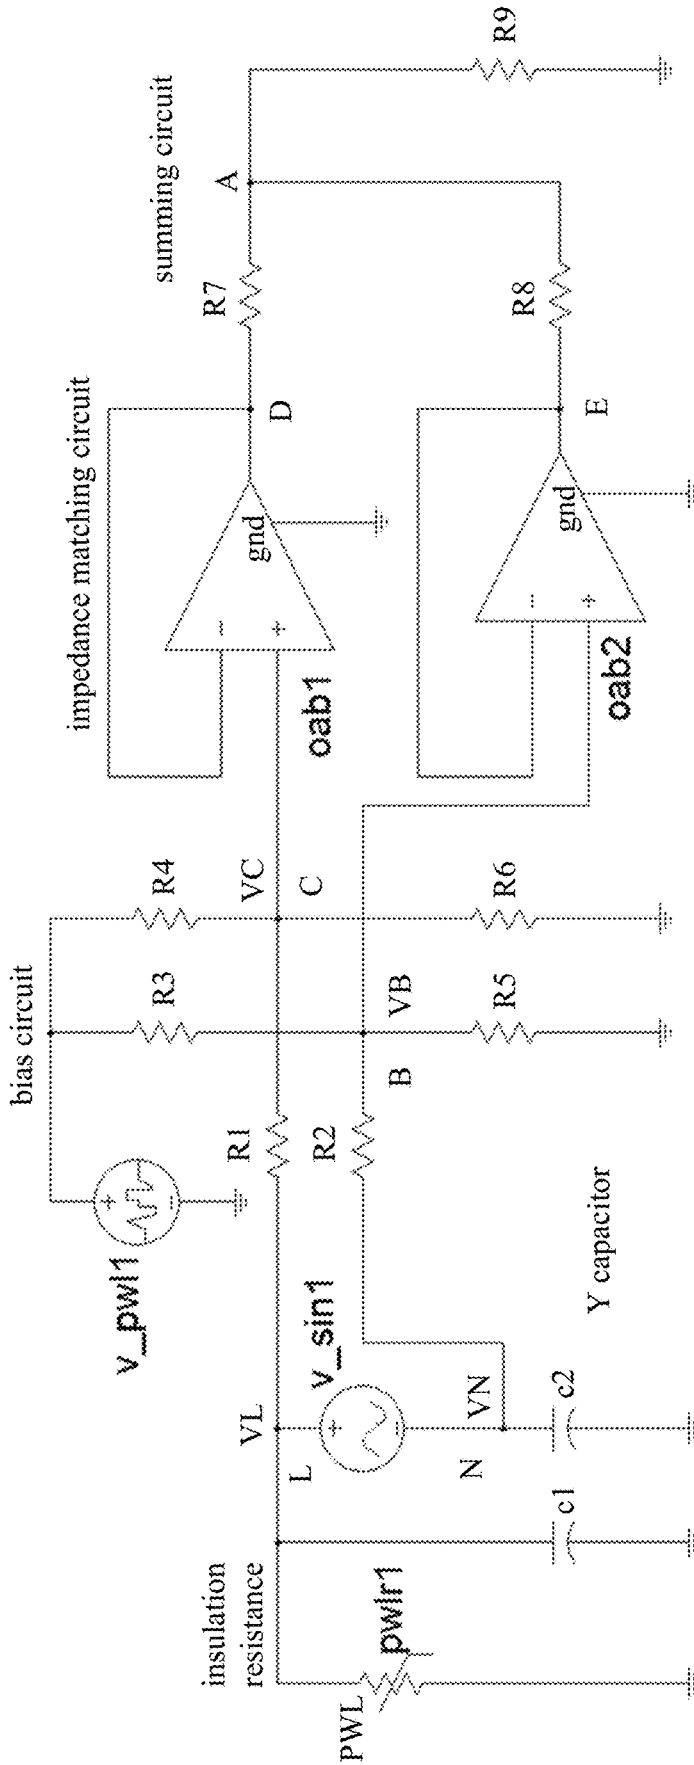 insulation
resistance
PWL
pwlr1
c1
VL
L
v_sin1
N
VN
c2
Y capacitor
v_pwl1
bias circuit
R1
R2
R3
R4
VC
C
VB
B
R5
R6
impedance matching circuit
oab1
-
+
gnd
D
oab2
-
+
gnd
E
summing circuit
R7
A
R8
R9
+
-
+
-